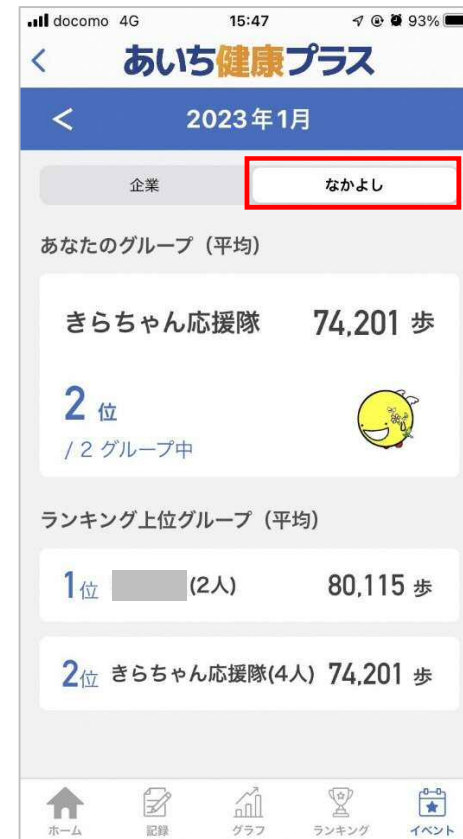 docomo 4G 15:47 93%
あいち健康プラス
< 2023年1月
企業 なかよし
あなたのグループ（平均）
きらちゃん応援隊 74,201 歩
2 位
/ 2 グループ中
ランキング上位グループ（平均）
1位 (2人) 80,115 歩
2位 きらちゃん応援隊(4人) 74,201 歩
ホーム 記録 グラフ ランキング イベント